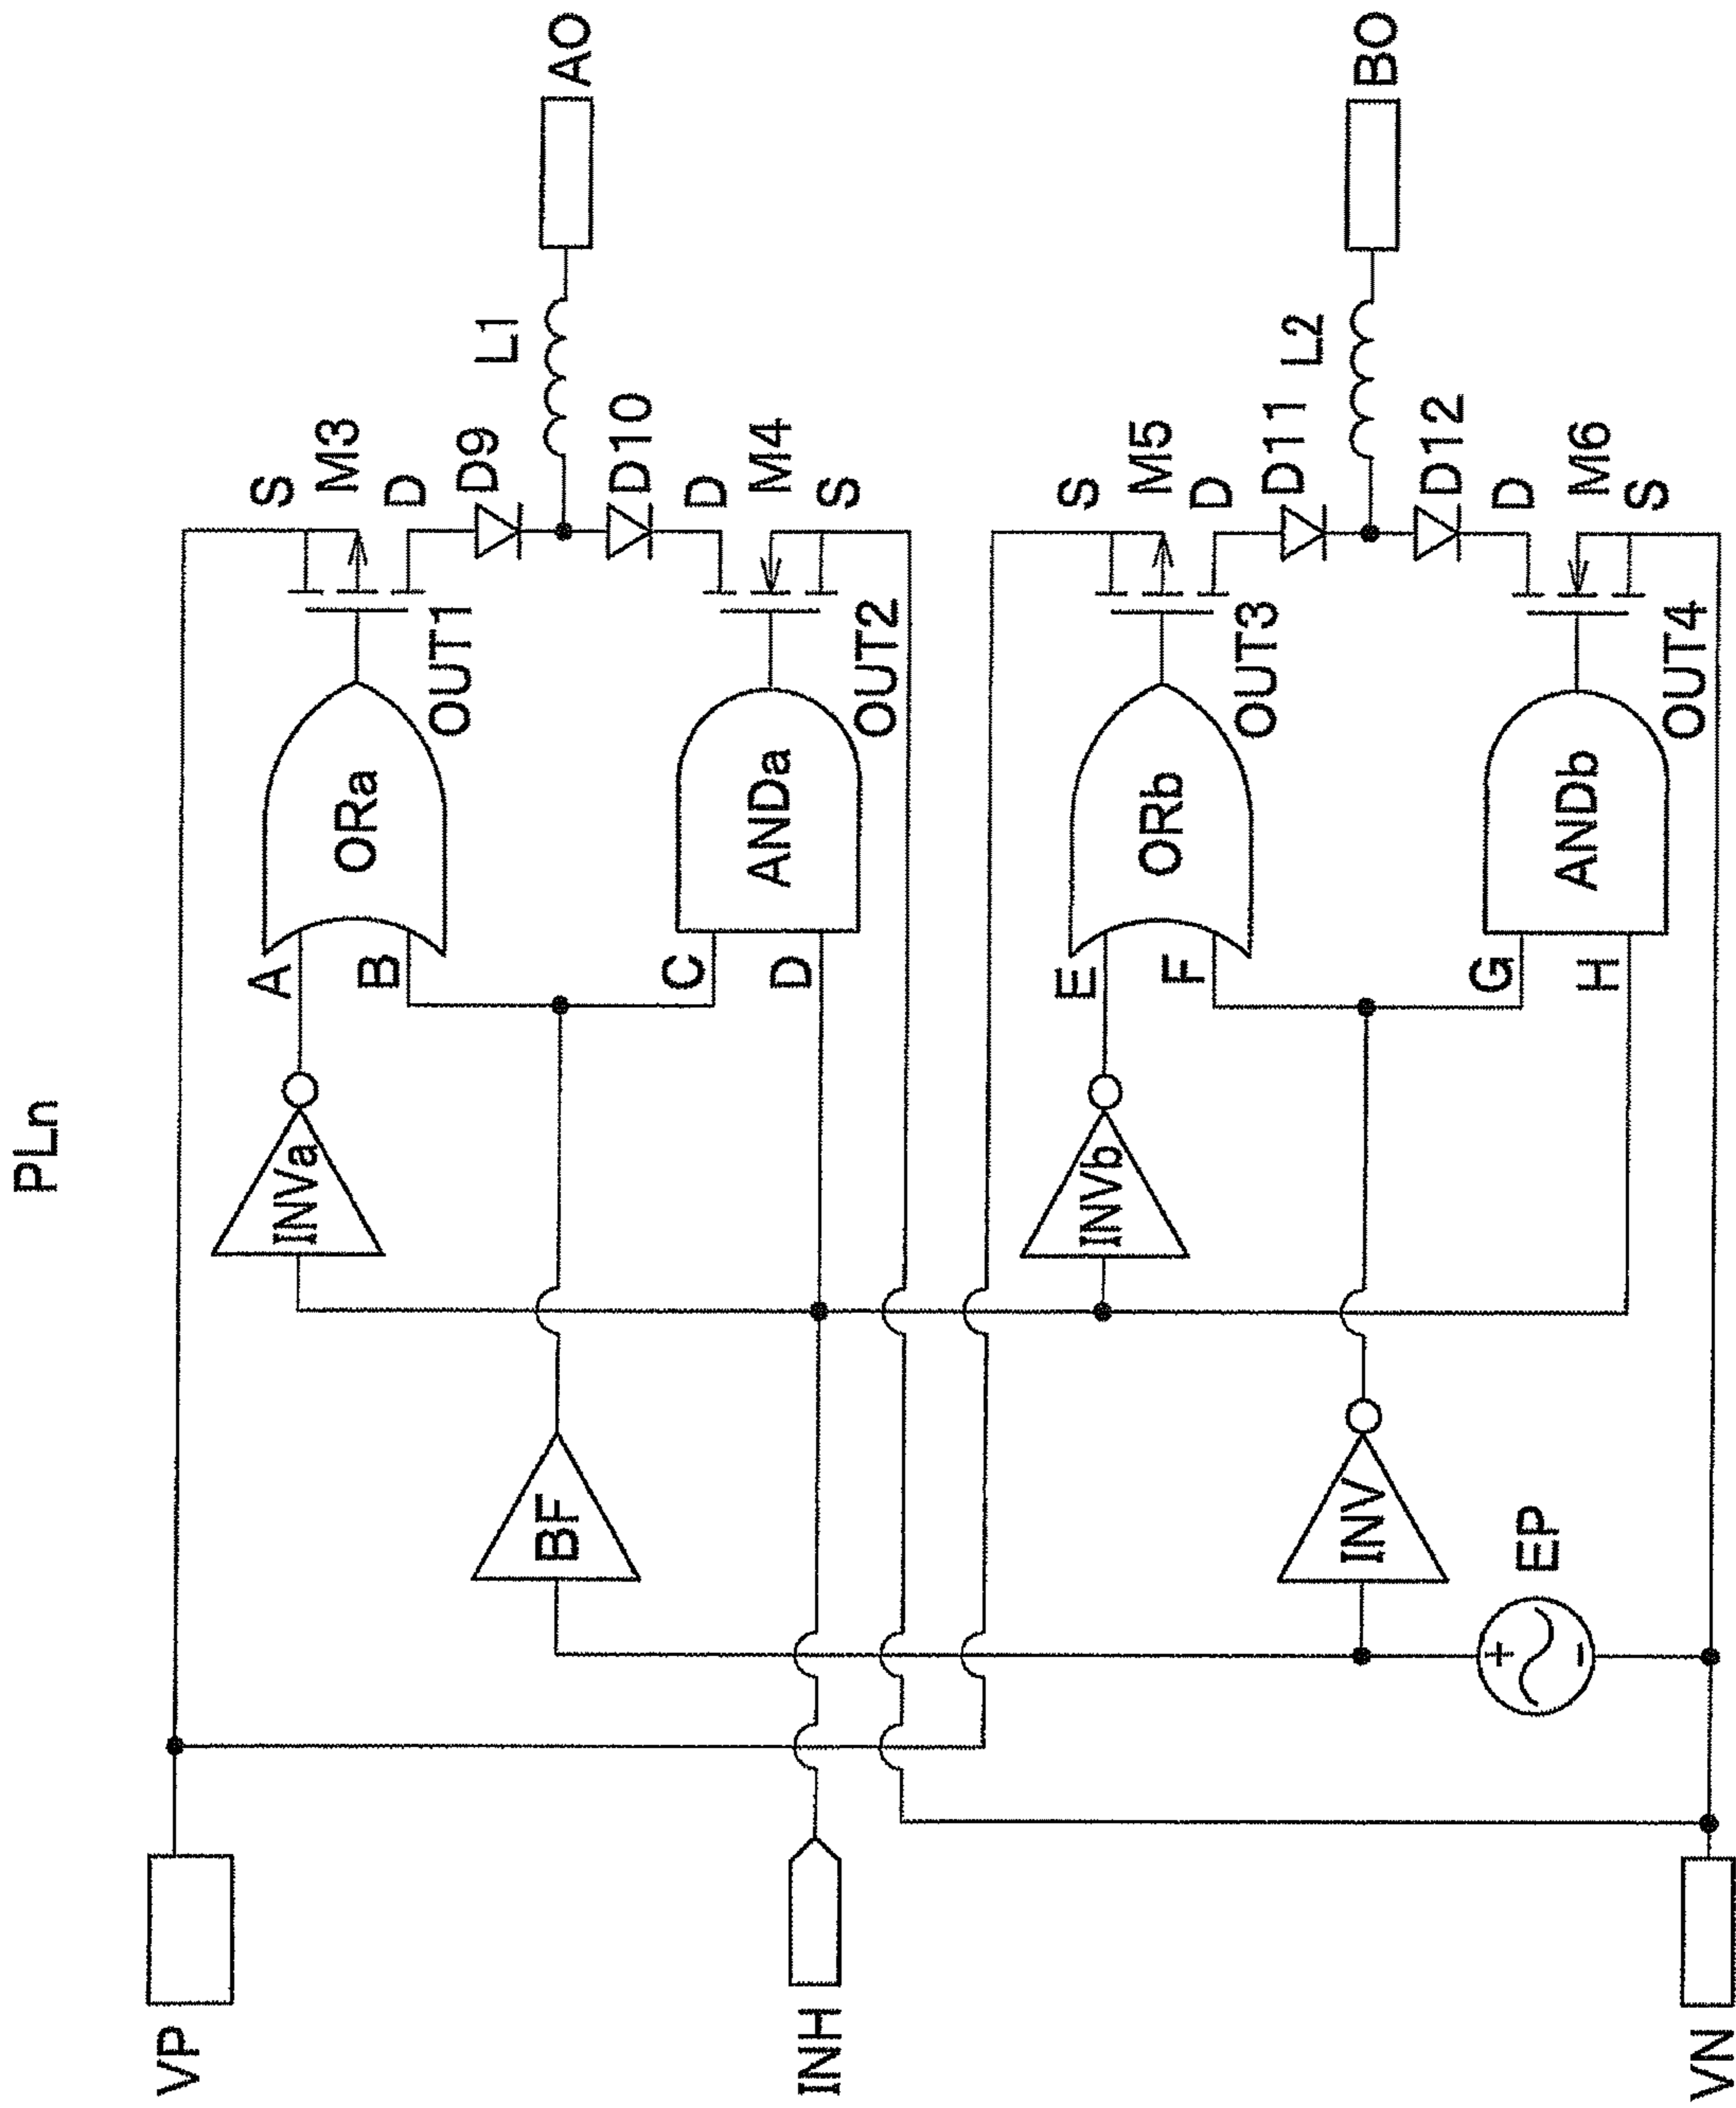 PLn
VP
INH
VN
INVa
BF
INVb
INV
EP
+
-
A
B
C
D
E
F
G
H
ORa
ANDa
ORb
ANDb
OUT1
OUT2
OUT3
OUT4
S
M3
D
D9
D10
D
M4
S
S
M5
D
D11
D12
D
M6
S
L1
L2
AO
BO